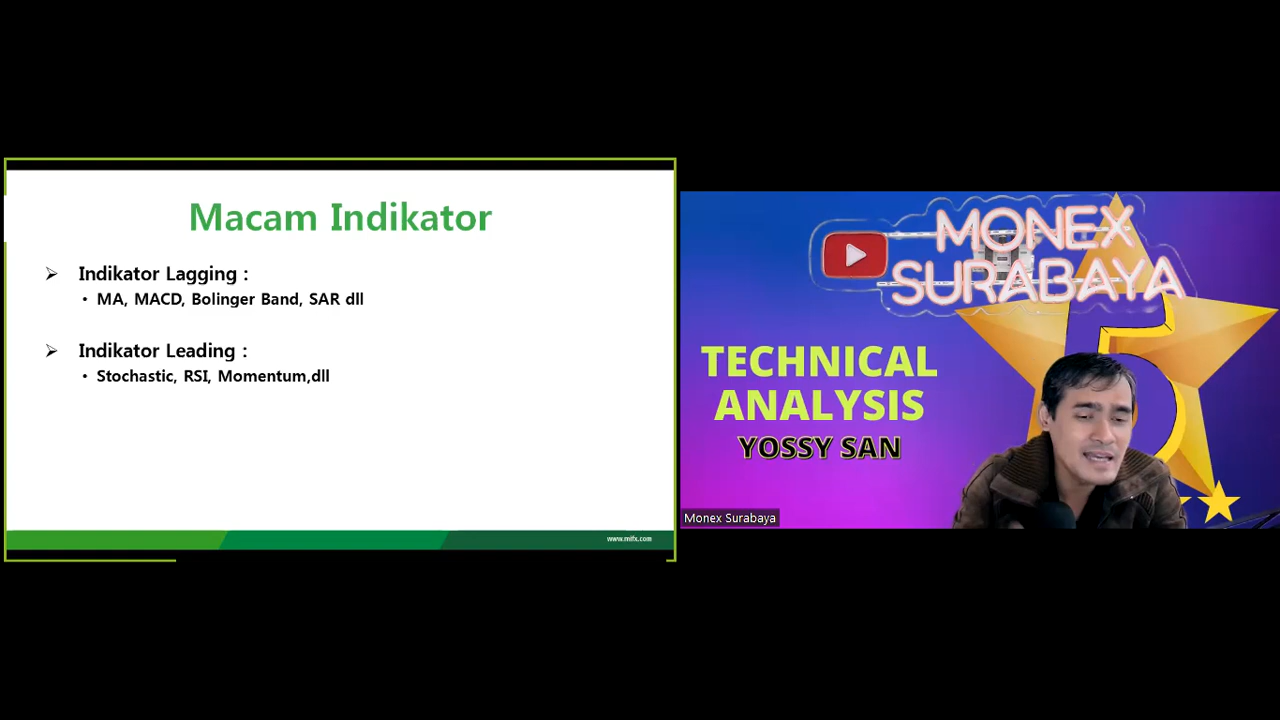 Macam Indikator
Indikator Lagging :
MA, MACD, Bolinger Band, SAR dll
Indikator Leading :
Stochastic, RSI, Momentum,dll
www.mifx.com
MONEX
SURABAYA
5
TECHNICAL
ANALYSIS
YOSSY SAN
Monex Surabaya